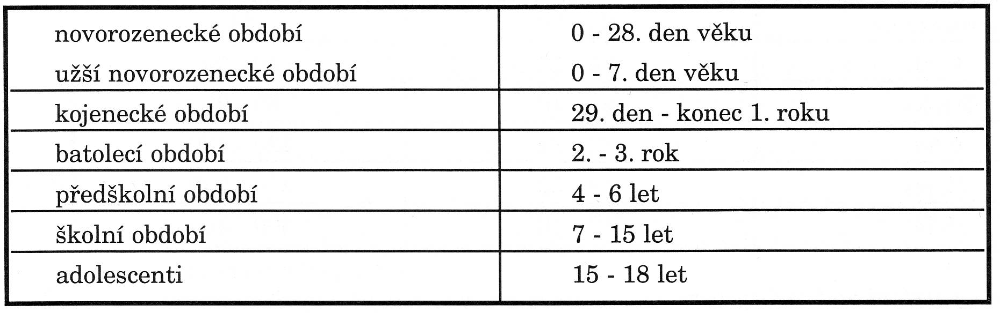 novorozenecké období 0 - 28. den věku
užší novorozenecké období 0 - 7. den věku
kojenecké období 29. den - konec 1. roku
batolecí období 2. - 3. rok
předškolní období 4 - 6 let
školní období 7 - 15 let
adolescenti 15 - 18 let